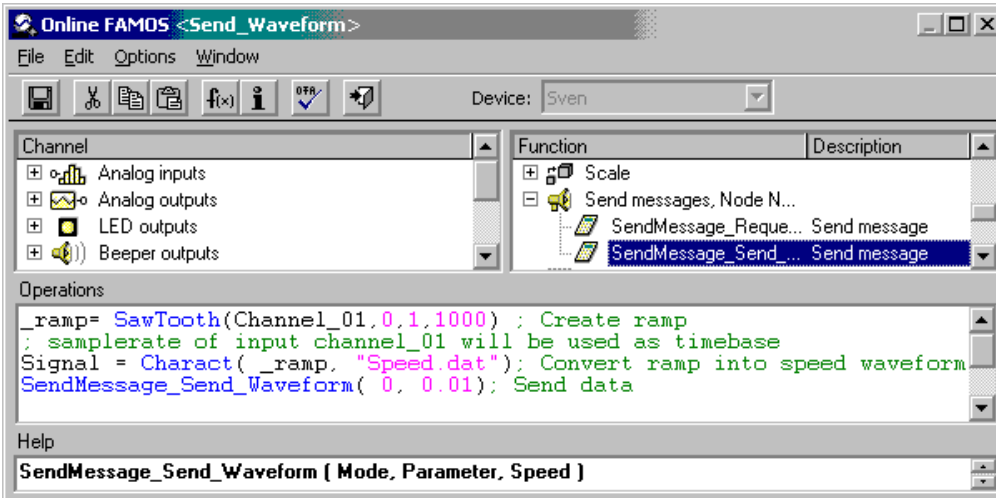 Online FAMOS <Send_Waveform>
File Edit Options Window
f(x) i OFA Device: Sven
Channel
Analog inputs
Analog outputs
LED outputs
Beeper outputs
Function Description
Scale
Send messages, Node N...
SendMessage_Reque... Send message
SendMessage_Send_... Send message
Operations
_ramp= SawTooth(Channel_01,0,1,1000) ; Create ramp
; samplerate of input channel_01 will be used as timebase
Signal = Charact( _ramp, "Speed.dat"); Convert ramp into speed waveform
SendMessage_Send_Waveform( 0, 0.01); Send data
Help
SendMessage_Send_Waveform ( Mode, Parameter, Speed )